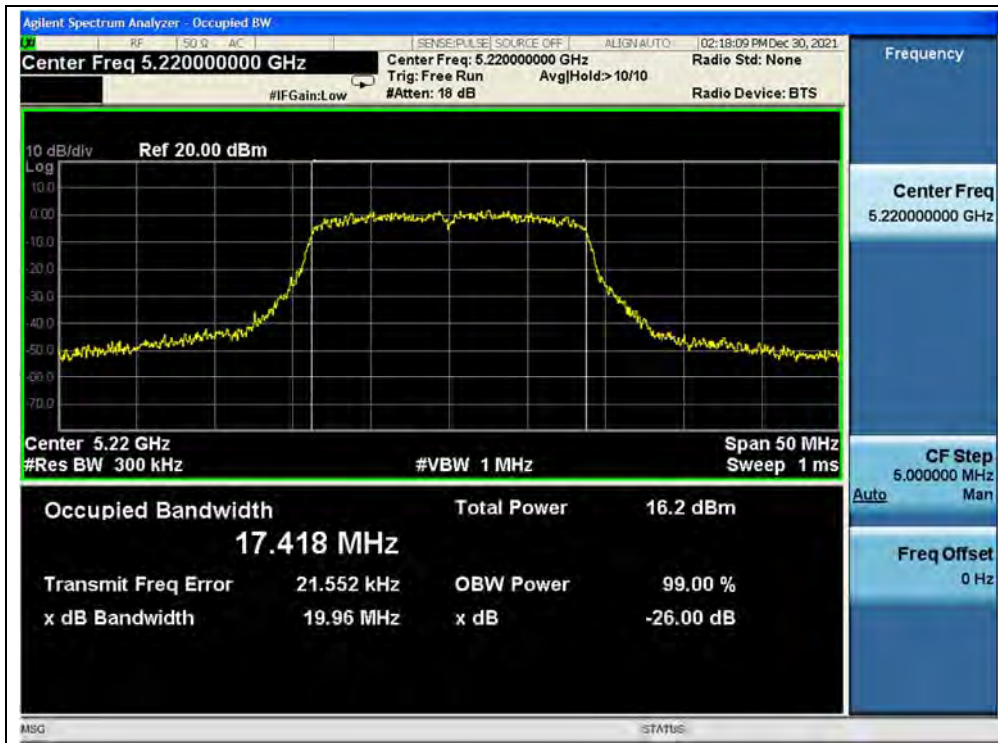 Agilent Spectrum Analyzer - Occupied BW
LXI RF 50 Ω AC SENSE:PULSE SOURCE OFF ALIGN AUTO 02:18:09 PM Dec 30, 2021
Center Freq 5.220000000 GHz
Center Freq: 5.220000000 GHz
Radio Std: None
Trig: Free Run Avg|Hold:>10/10
#IFGain:Low #Atten: 18 dB Radio Device: BTS
10 dB/div Ref 20.00 dBm
Log
10.0
0.00
-10.0
-20.0
-30.0
-40.0
-50.0
-60.0
-70.0
Center 5.22 GHz Span 50 MHz
#Res BW 300 kHz #VBW 1 MHz Sweep 1 ms
Occupied Bandwidth Total Power 16.2 dBm
17.418 MHz
Transmit Freq Error 21.552 kHz OBW Power 99.00 %
x dB Bandwidth 19.96 MHz x dB -26.00 dB
MSG STATUS
Frequency
Center Freq
5.220000000 GHz
CF Step
5.000000 MHz
Auto Man
Freq Offset
0 Hz